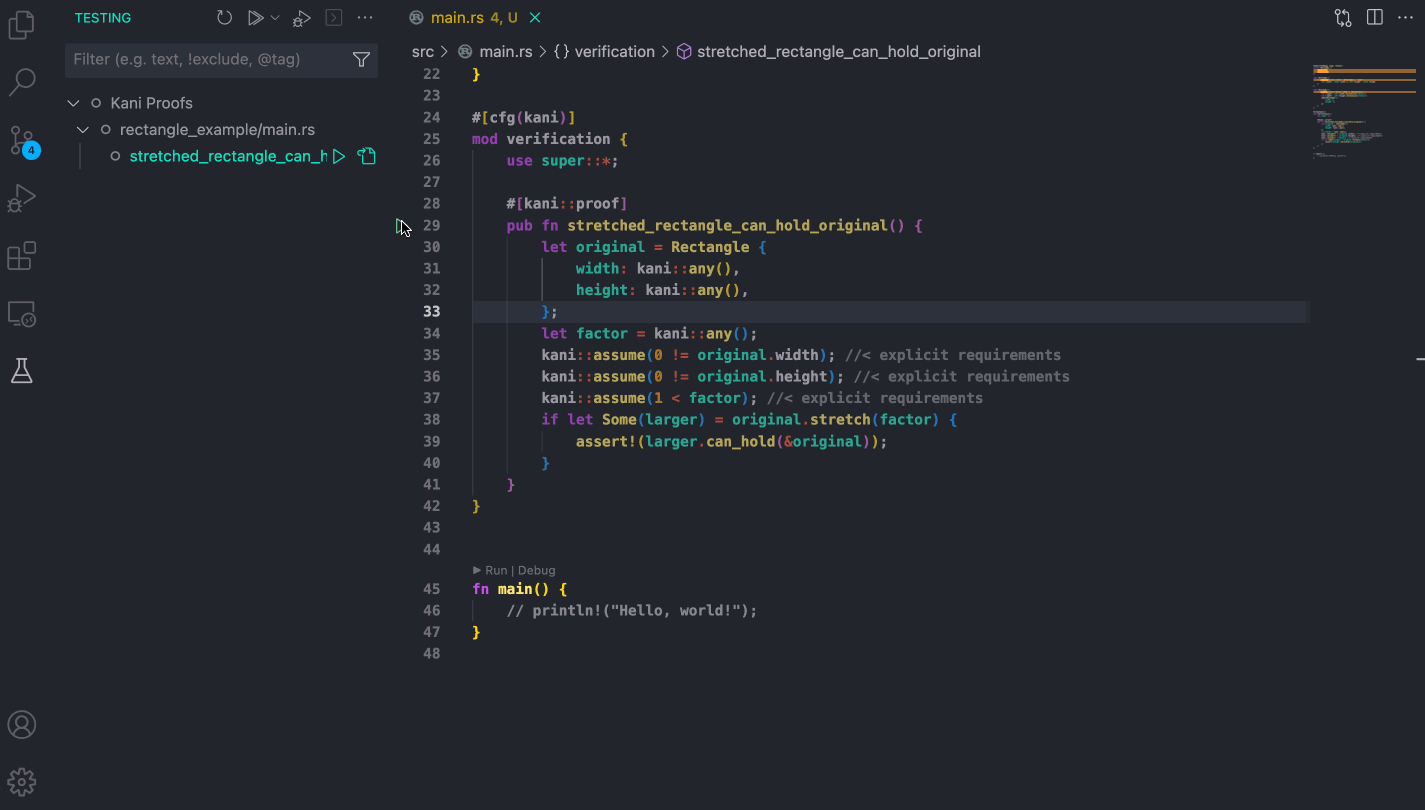 TESTING
Filter (e.g. text, !exclude, @tag)
Kani Proofs
rectangle_example/main.rs
stretched_rectangle_can_h
4
main.rs 4, U
src > main.rs > {} verification > stretched_rectangle_can_hold_original
22 }
23
24 #[cfg(kani)]
25 mod verification {
26 use super::*;
27
28 #[kani::proof]
29 pub fn stretched_rectangle_can_hold_original() {
30 let original = Rectangle {
31 width: kani::any(),
32 height: kani::any(),
33 };
34 let factor = kani::any();
35 kani::assume(0 != original.width); //< explicit requirements
36 kani::assume(0 != original.height); //< explicit requirements
37 kani::assume(1 < factor); //< explicit requirements
38 if let Some(larger) = original.stretch(factor) {
39 assert!(larger.can_hold(&original));
40 }
41 }
42 }
43
44
Run | Debug
45 fn main() {
46 // println!("Hello, world!");
47 }
48